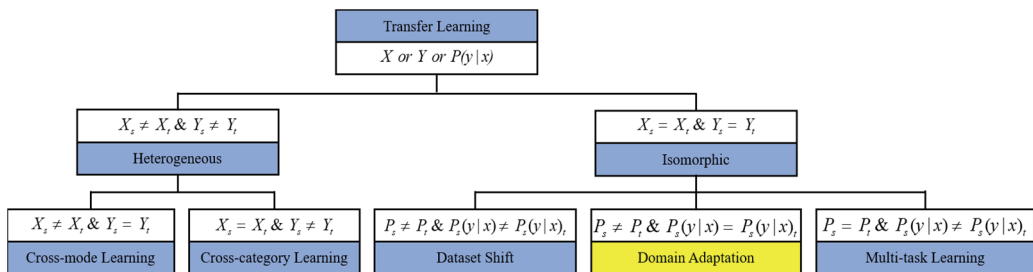 Transfer Learning
X or Y or P(y|x)
X_s ≠ X_t & Y_s ≠ Y_t
Heterogeneous
X_s = X_t & Y_s = Y_t
Isomorphic
X_s ≠ X_t & Y_s = Y_t
Cross-mode Learning
X_s = X_t & Y_s ≠ Y_t
Cross-category Learning
P_s ≠ P_t & P_s(y|x) ≠ P_s(y|x)_t
Dataset Shift
P_s ≠ P_t & P_s(y|x) = P_s(y|x)_t
Domain Adaptation
P_s = P_t & P_s(y|x) ≠ P_s(y|x)_t
Multi-task Learning